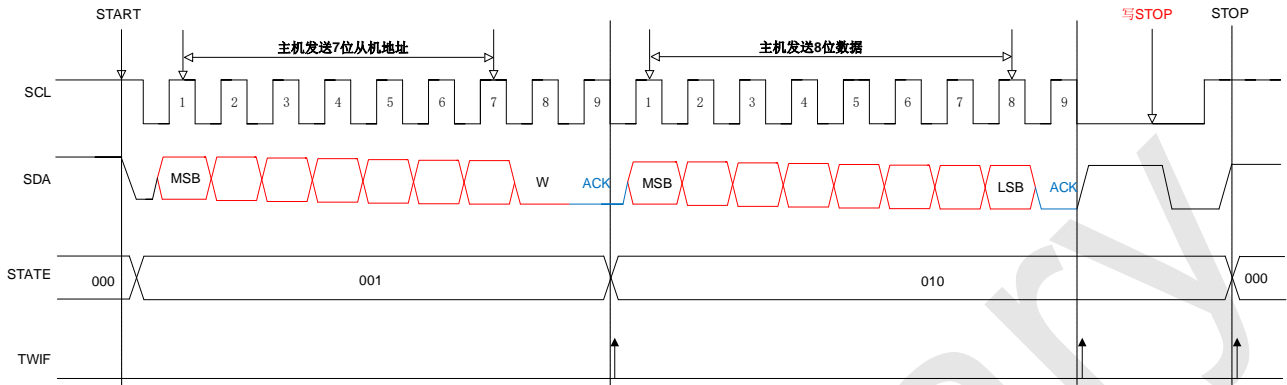 START 写STOP STOP
主机发送7位从机地址 主机发送8位数据
SCL 1 2 3 4 5 6 7 8 9 1 2 3 4 5 6 7 8 9
SDA MSB W ACK MSB LSB ACK
STATE 000 001 010 000
TWIF